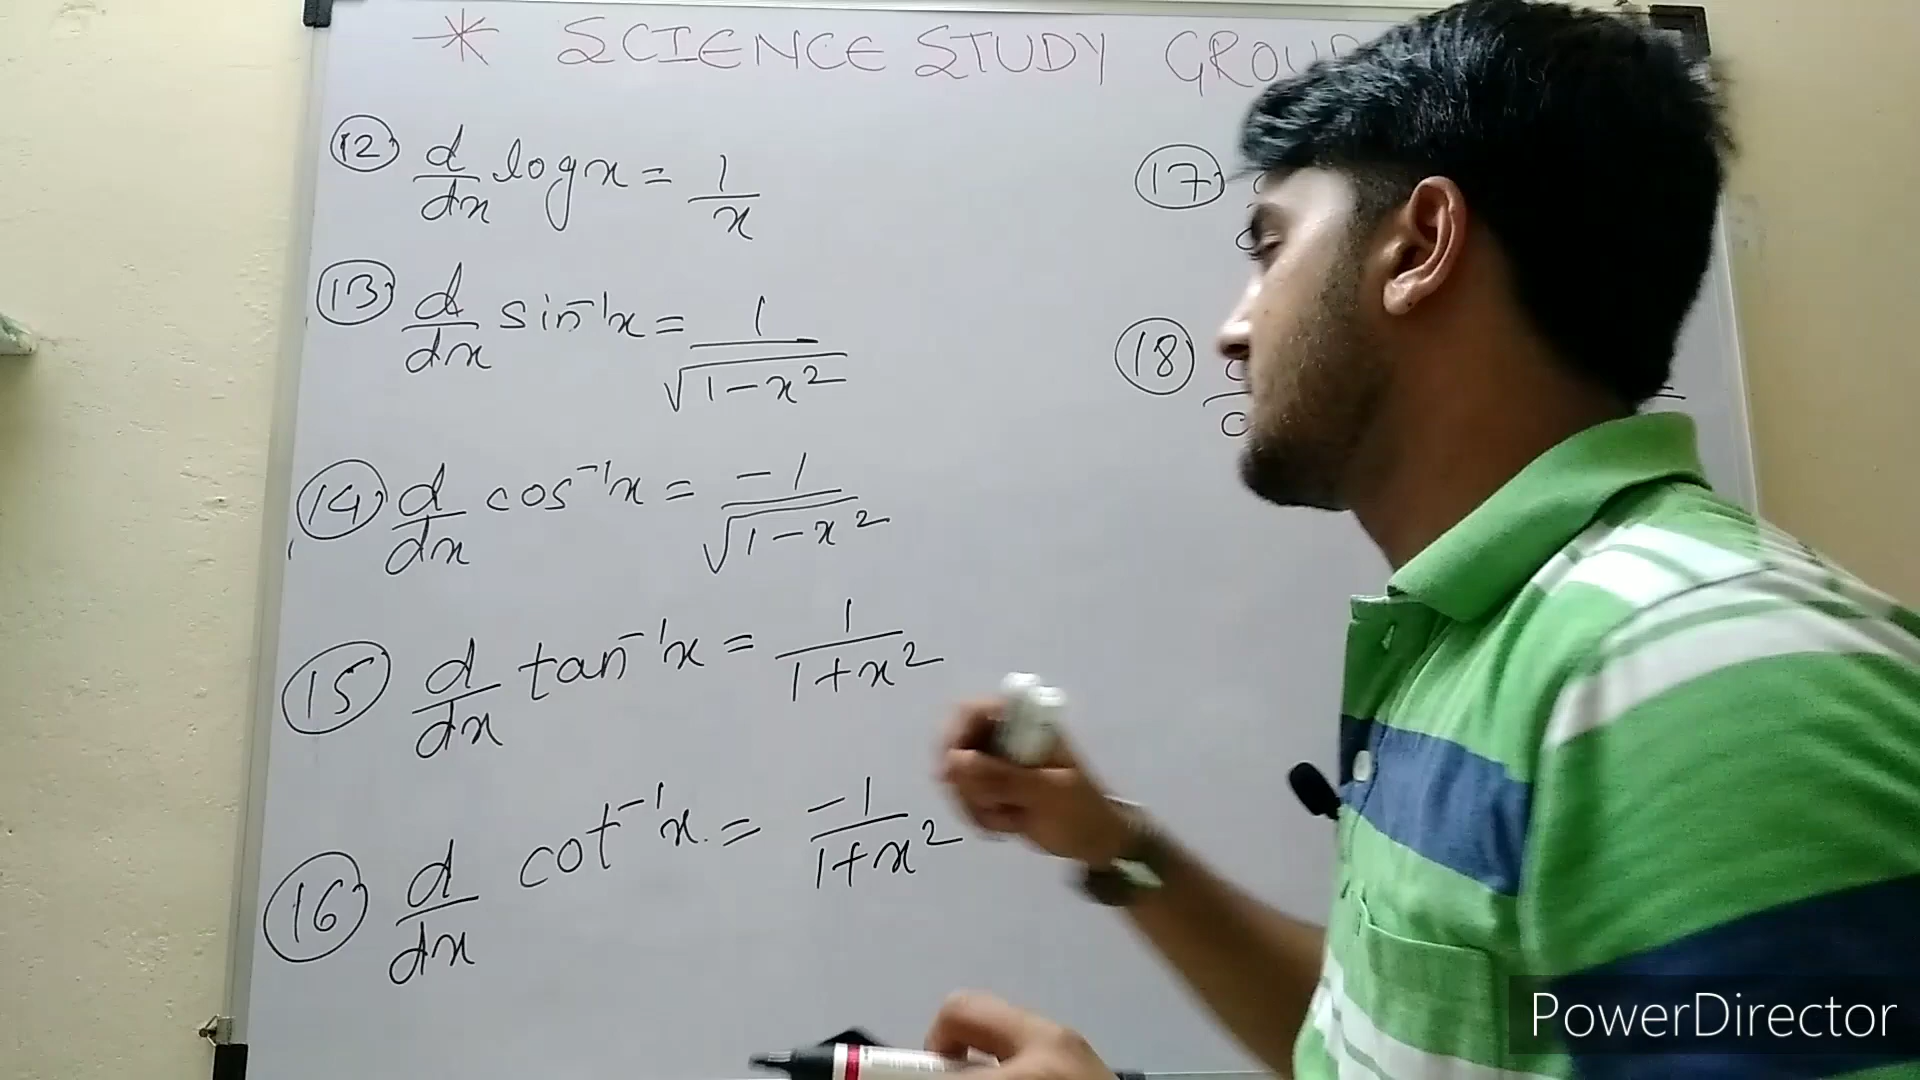 * SCIENCE STUDY GROU
12 d/dx log x = 1/x
13 d/dx sin⁻¹x = 1/√(1-x²)
14 d/dx cos⁻¹x = -1/√(1-x²)
15 d/dx tan⁻¹x = 1/(1+x²)
16 d/dx cot⁻¹x = -1/(1+x²)
17
18
PowerDirector